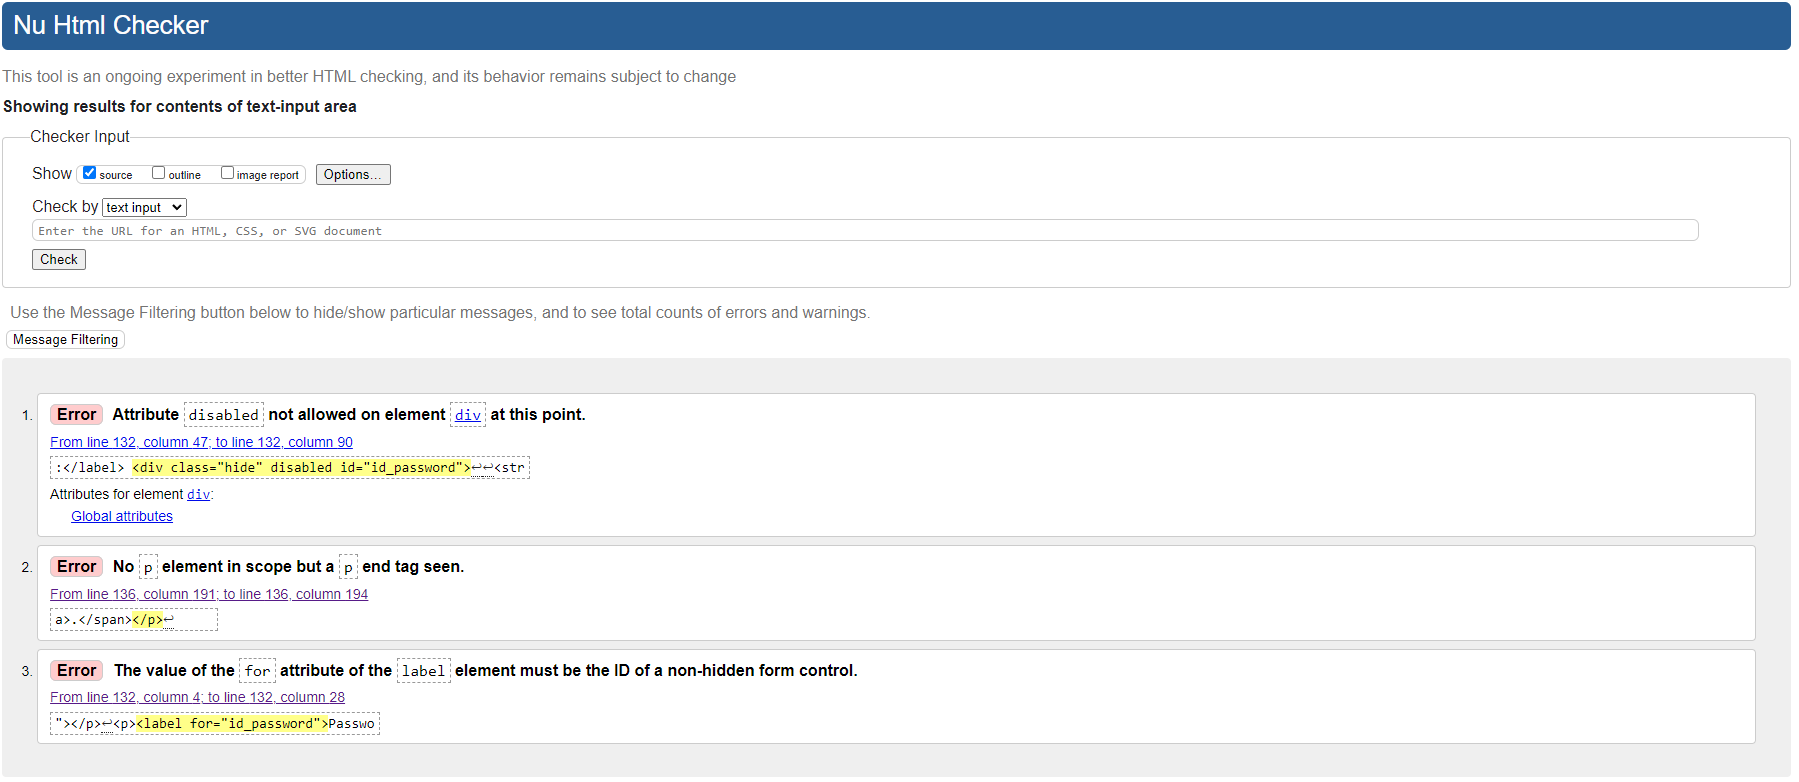 Nu Html Checker
This tool is an ongoing experiment in better HTML checking, and its behavior remains subject to change
Showing results for contents of text-input area
Checker Input
Show source outline image report Options...
Check by text input
Enter the URL for an HTML, CSS, or SVG document
Check
Use the Message Filtering button below to hide/show particular messages, and to see total counts of errors and warnings.
Message Filtering
1. Error Attribute disabled not allowed on element div at this point.
From line 132, column 47; to line 132, column 90
:</label> <div class="hide" disabled id="id_password">↩↩<str
Attributes for element div:
Global attributes
2. Error No p element in scope but a p end tag seen.
From line 136, column 191; to line 136, column 194
a>.</span></p>↩
3. Error The value of the for attribute of the label element must be the ID of a non-hidden form control.
From line 132, column 4; to line 132, column 28
"></p>↩<p><label for="id_password">Passwo